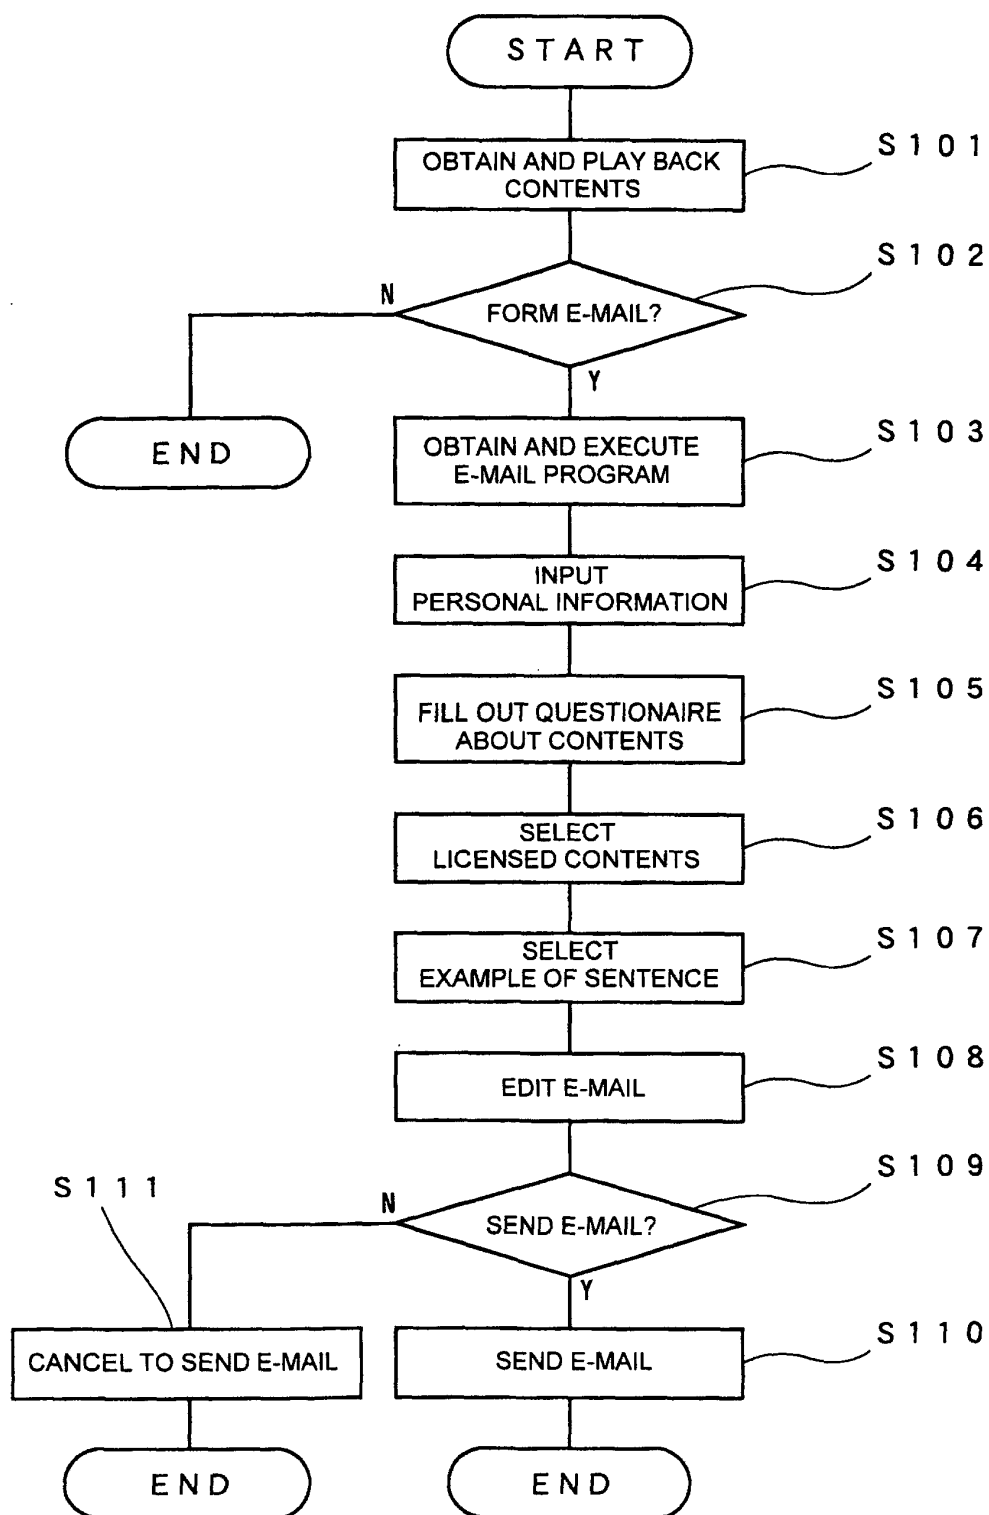 START
OBTAIN AND PLAY BACK
CONTENTS
S101
FORM E-MAIL?
S102
N
Y
END
OBTAIN AND EXECUTE
E-MAIL PROGRAM
S103
INPUT
PERSONAL INFORMATION
S104
FILL OUT QUESTIONAIRE
ABOUT CONTENTS
S105
SELECT
LICENSED CONTENTS
S106
SELECT
EXAMPLE OF SENTENCE
S107
EDIT E-MAIL
S108
SEND E-MAIL?
S109
N
Y
S111
CANCEL TO SEND E-MAIL
SEND E-MAIL
S110
END
END